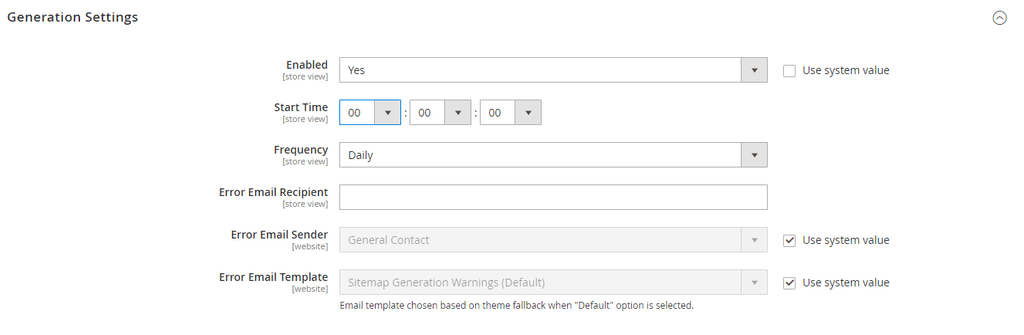 Generation Settings
Enabled
[store view]
Yes
Use system value
Start Time
[store view]
00 : 00 : 00
Frequency
[store view]
Daily
Error Email Recipient
[store view]
Error Email Sender
[website]
General Contact
Use system value
Error Email Template
[website]
Sitemap Generation Warnings (Default)
Use system value
Email template chosen based on theme fallback when "Default" option is selected.